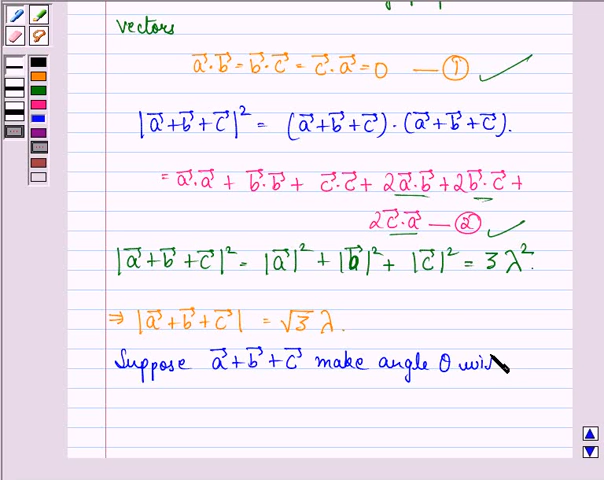 vectors
a⃗·b⃗ = b⃗·c⃗ = c⃗·a⃗ = 0 — ①
|a⃗+b⃗+c⃗|² = (a⃗+b⃗+c⃗)·(a⃗+b⃗+c⃗).
= a⃗·a⃗ + b⃗·b⃗ + c⃗·c⃗ + 2a⃗·b⃗ + 2b⃗·c⃗ +
2c⃗·a⃗ — ②
|a⃗+b⃗+c⃗|² = |a⃗|² + |b⃗|² + |c⃗|² = 3λ².
⇒ |a⃗+b⃗+c⃗| = √3 λ.
Suppose a⃗+b⃗+c⃗ make angle θ wi